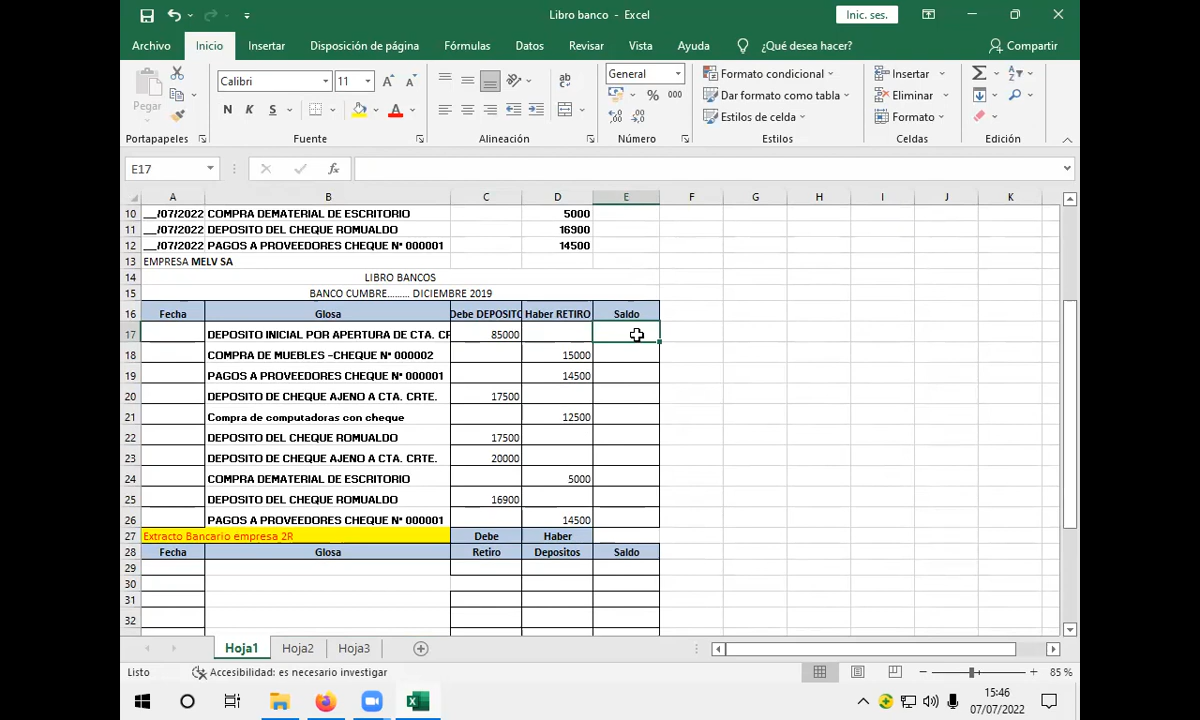 Libro banco - Excel
Inic. ses.
Archivo Inicio Insertar Disposición de página Fórmulas Datos Revisar Vista Ayuda ¿Qué desea hacer? Compartir
Pegar
Calibri 11
N K S
General
% 000
Formato condicional
Dar formato como tabla
Estilos de celda
Insertar
Eliminar
Formato
Portapapeles Fuente Alineación Número Estilos Celdas Edición
E17 fx
A B C D E F G H I J K
10 __/07/2022 COMPRA DEMATERIAL DE ESCRITORIO 5000
11 __/07/2022 DEPOSITO DEL CHEQUE ROMUALDO 16900
12 __/07/2022 PAGOS A PROVEEDORES CHEQUE N° 000001 14500
13 EMPRESA MELV SA
14 LIBRO BANCOS
15 BANCO CUMBRE......... DICIEMBRE 2019
16 Fecha Glosa Debe DEPOSITO Haber RETIRO Saldo
17 DEPOSITO INICIAL POR APERTURA DE CTA. CR 85000
18 COMPRA DE MUEBLES -CHEQUE N° 000002 15000
19 PAGOS A PROVEEDORES CHEQUE N° 000001 14500
20 DEPOSITO DE CHEQUE AJENO A CTA. CRTE. 17500
21 Compra de computadoras con cheque 12500
22 DEPOSITO DEL CHEQUE ROMUALDO 17500
23 DEPOSITO DE CHEQUE AJENO A CTA. CRTE. 20000
24 COMPRA DEMATERIAL DE ESCRITORIO 5000
25 DEPOSITO DEL CHEQUE ROMUALDO 16900
26 PAGOS A PROVEEDORES CHEQUE N° 000001 14500
27 Extracto Bancario empresa 2R Debe Haber
28 Fecha Glosa Retiro Depositos Saldo
29
30
31
32
Hoja1 Hoja2 Hoja3
Listo Accesibilidad: es necesario investigar 85 %
15:46
07/07/2022